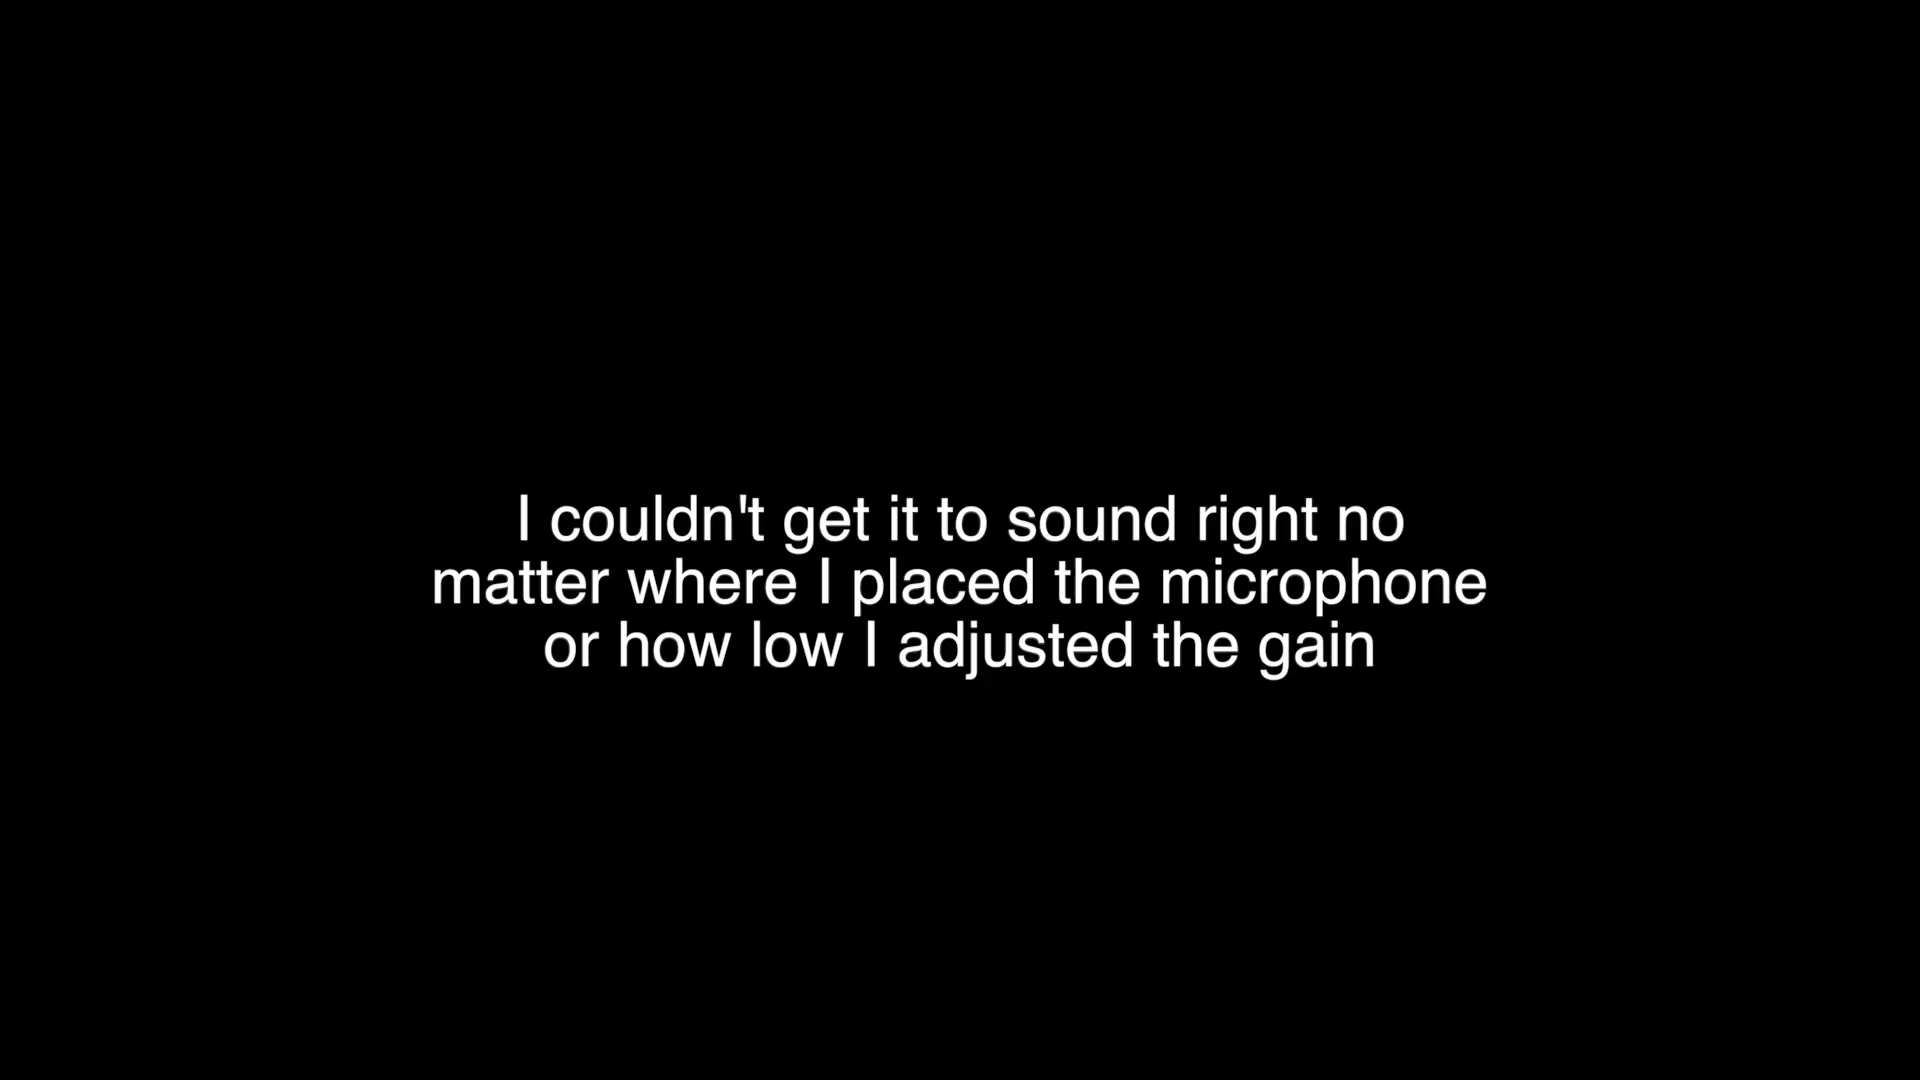 I couldn't get it to sound right no
matter where I placed the microphone
or how low I adjusted the gain